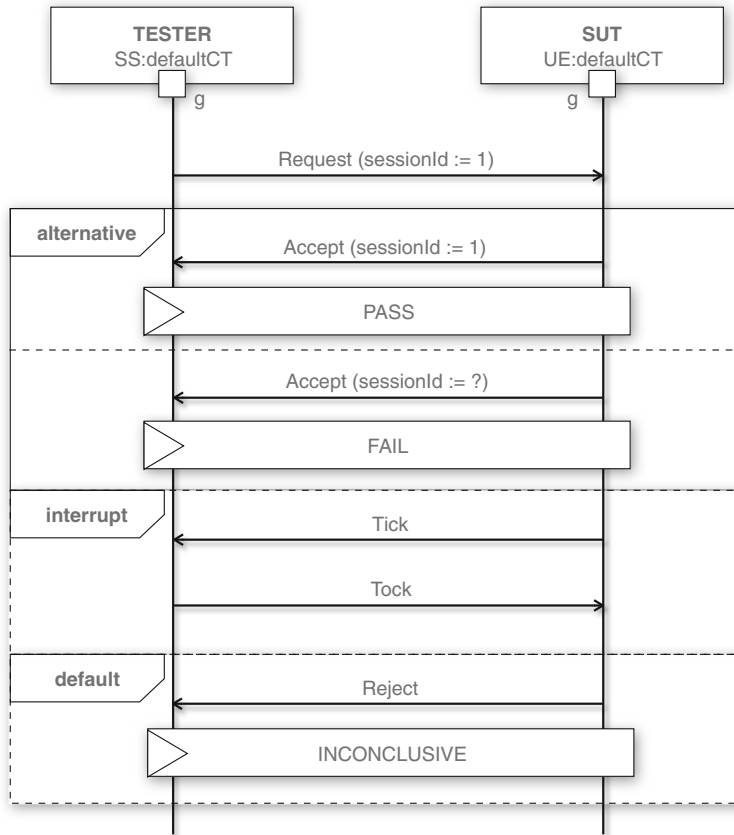 TESTER
SS:defaultCT
SUT
UE:defaultCT
g
g
Request (sessionId := 1)
alternative
Accept (sessionId := 1)
PASS
Accept (sessionId := ?)
FAIL
interrupt
Tick
Tock
default
Reject
INCONCLUSIVE